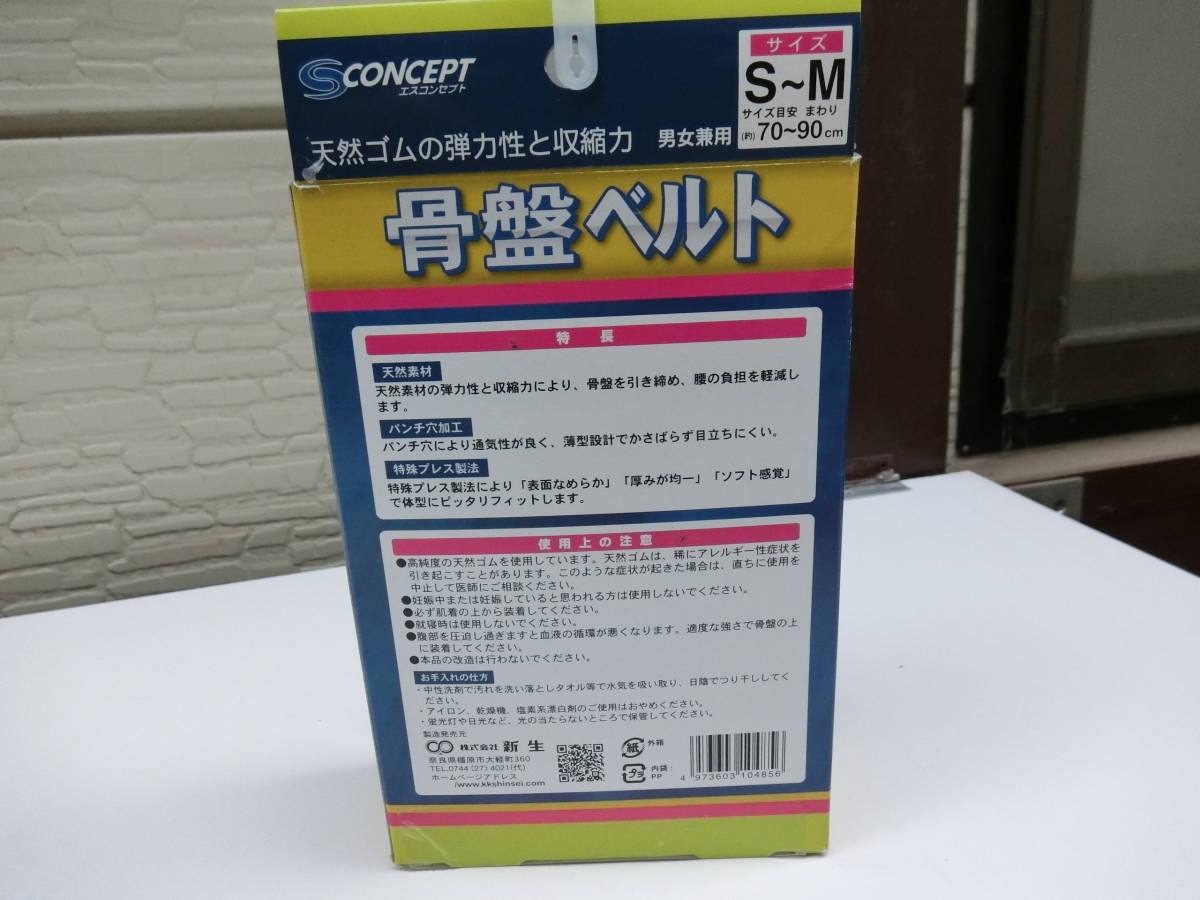 SCONCEPT
エスコンセプト
天然ゴムの弾力性と収縮力 男女兼用
サイズ
S~M
サイズ目安 まわり
(約)70~90cm
骨盤ベルト
特長
天然素材
天然素材の弾力性と収縮力により、骨盤を引き締め、腰の負担を軽減し
ます。
パンチ穴加工
パンチ穴により通気性が良く、薄型設計でかさばらず目立ちにくい。
特殊プレス製法
特殊プレス製法により「表面なめらか」「厚みが均一」「ソフト感覚」
で体型にピッタリフィットします。
使用上の注意
●高純度の天然ゴムを使用しています。天然ゴムは、稀にアレルギー性症状を
引き起こすことがあります。このような症状が起きた場合は、直ちに使用を
中止して医師にご相談ください。
●妊娠中または妊娠していると思われる方は使用しないでください。
●必ず肌着の上から装着してください。
●就寝時は使用しないでください。
●腹部を圧迫し過ぎますと血液の循環が悪くなります。適度な強さで骨盤の上
に装着してください。
●本品の改造は行わないでください。
お手入れの仕方
・中性洗剤で汚れを洗い落としタオル等で水気を吸い取り、日陰でつり干ししてく
ださい。
・アイロン、乾燥機、塩素系漂白剤のご使用はおやめください。
・蛍光灯や日光など、光の当たらないところで保管してください。
製造発売元
株式会社 新生
奈良県橿原市大軽町360
TEL.0744(27)4021(代)
ホームページアドレス
/www.kkshinsei.com
紙 外箱
プラ 内袋:PP
4 973603 104856